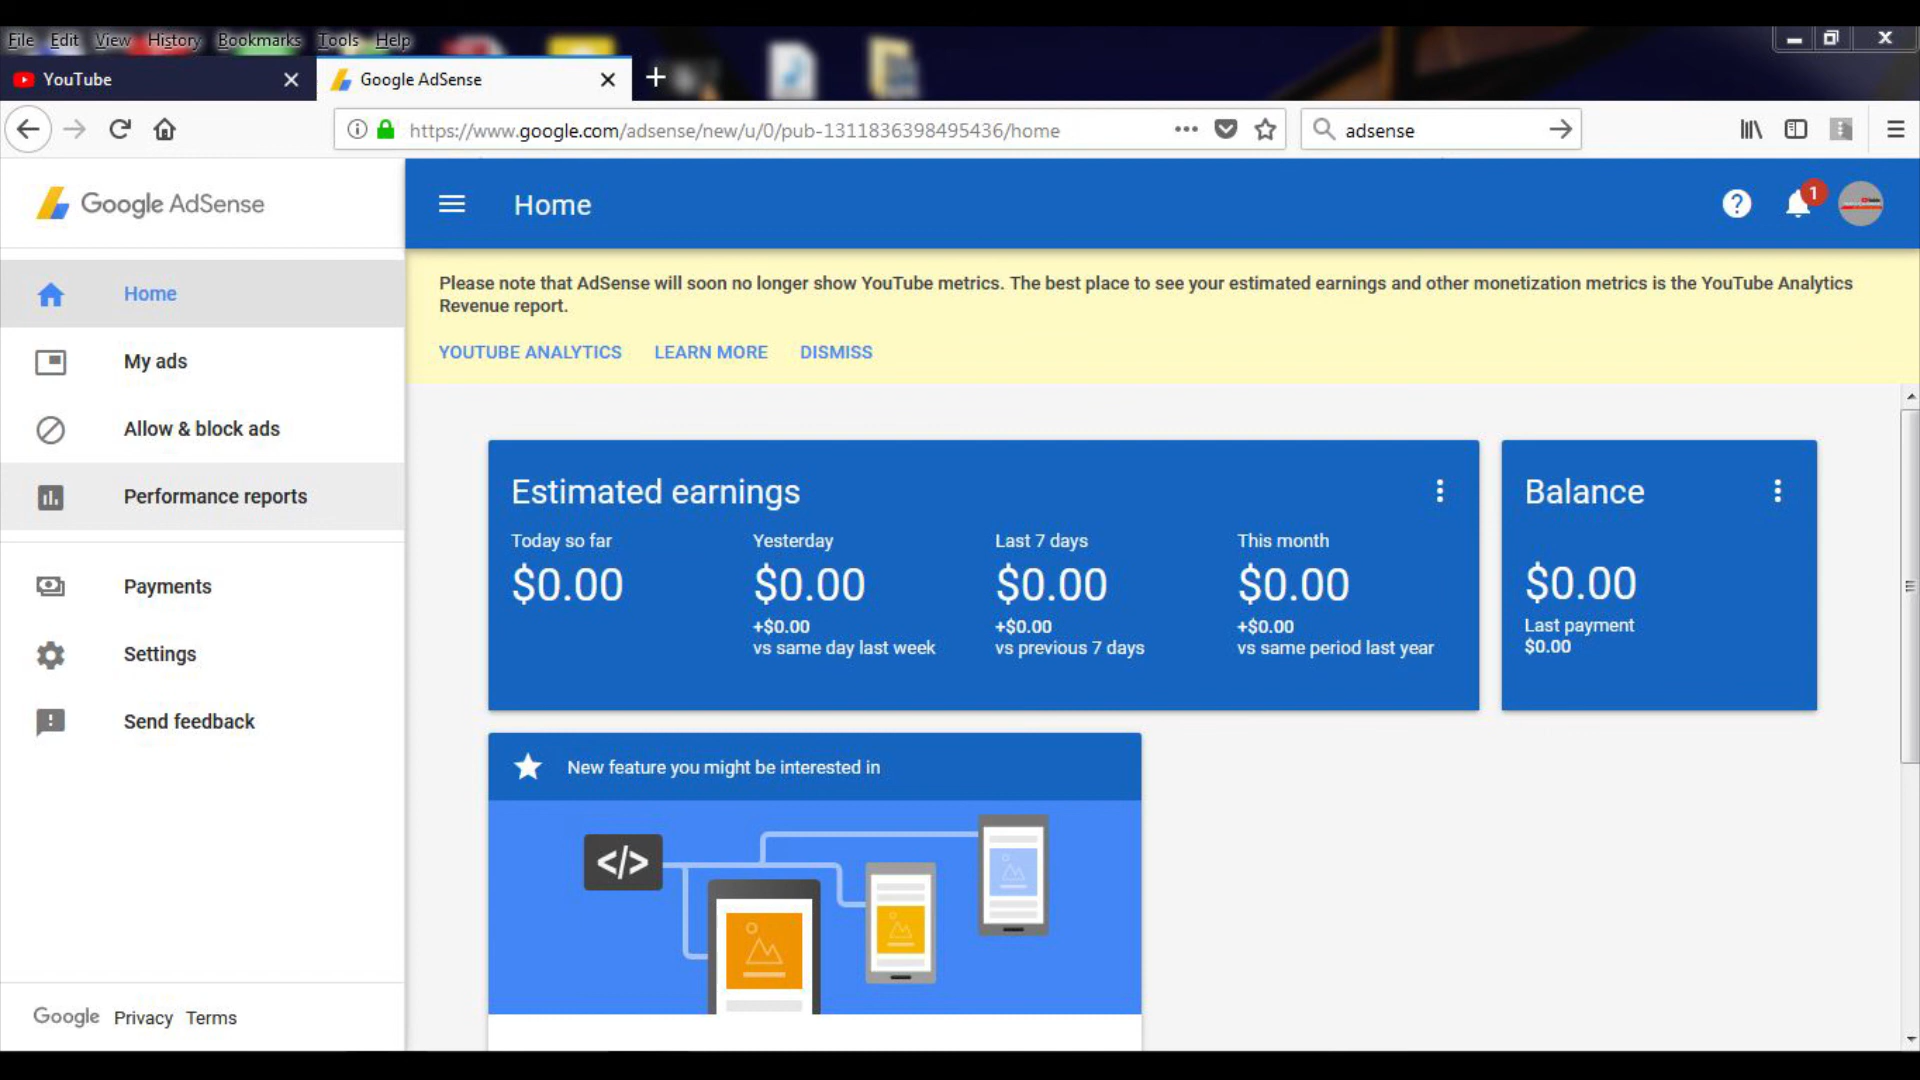 File Edit View History Bookmarks Tools Help
YouTube
Google AdSense
https://www.google.com/adsense/new/u/0/pub-1311836398495436/home
adsense
Google AdSense
Home
1
Home
My ads
Allow & block ads
Performance reports
Payments
Settings
Send feedback
Google Privacy Terms
Please note that AdSense will soon no longer show YouTube metrics. The best place to see your estimated earnings and other monetization metrics is the YouTube Analytics
Revenue report.
YOUTUBE ANALYTICS LEARN MORE DISMISS
Estimated earnings
Today so far
$0.00
Yesterday
$0.00
+$0.00
vs same day last week
Last 7 days
$0.00
+$0.00
vs previous 7 days
This month
$0.00
+$0.00
vs same period last year
Balance
$0.00
Last payment
$0.00
New feature you might be interested in
</>